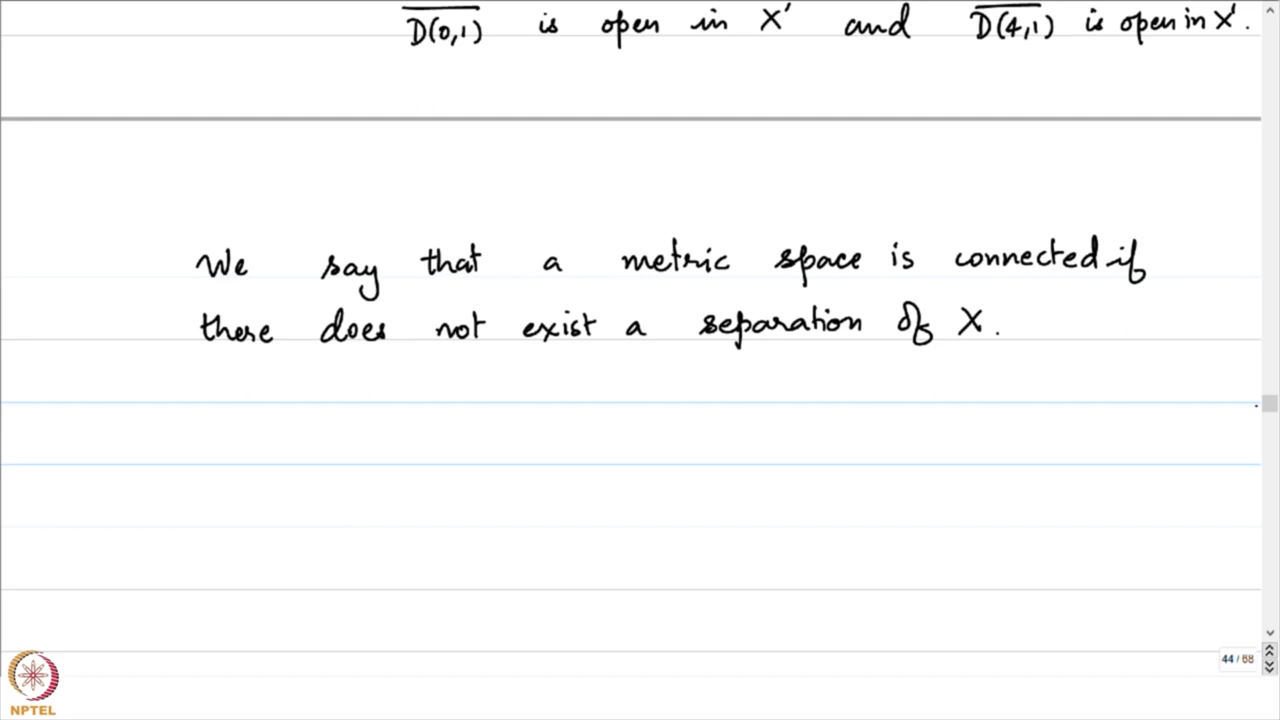 D(0,1) is open in X' and D(4,1) is open in X'.
We say that a metric space is connected if
there does not exist a separation of X.
44 / 68
NPTEL